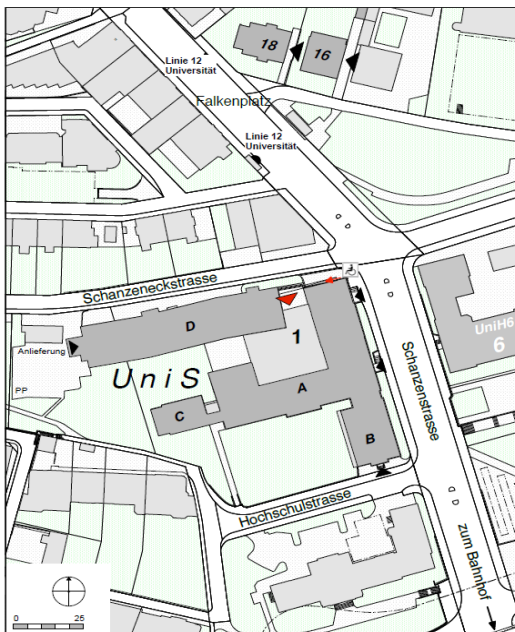 18
16
Linie 12
Universität
Falkenplatz
Linie 12
Universität
Schanzeneckstrasse
D
1
UniH6
6
Anlieferung
UniS
Schanzenstrasse
PP
A
C
B
Hochschulstrasse
zum Bahnhof
0
25